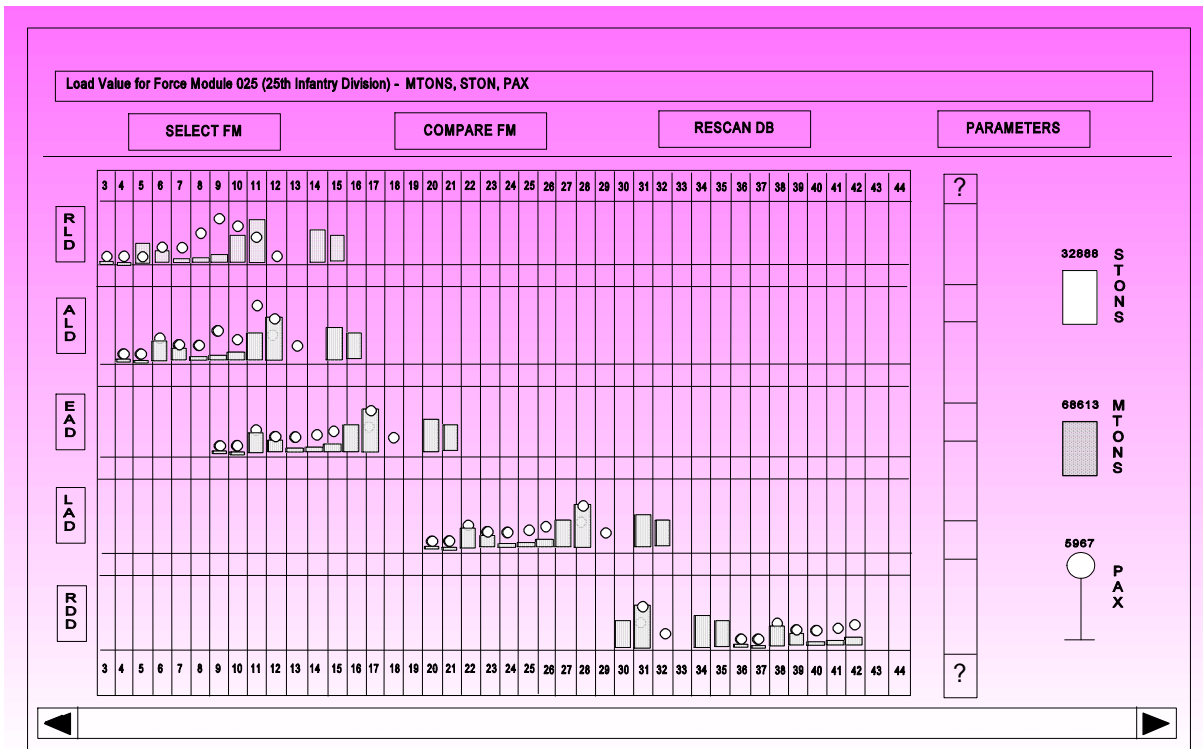 Load Value for Force Module 025 (25th Infantry Division) - MTONS, STON, PAX
SELECT FM
COMPARE FM
RESCAN DB
PARAMETERS
3 4 5 6 7 8 9 10 11 12 13 14 15 16 17 18 19 20 21 22 23 24 25 26 27 28 29 30 31 32 33 34 35 36 37 38 39 40 41 42 43 44
?
RLD
ALD
EAD
LAD
RDD
3 4 5 6 7 8 9 10 11 12 13 14 15 16 17 18 19 20 21 22 23 24 25 26 27 28 29 30 31 32 33 34 35 36 37 38 39 40 41 42 43 44
?
32888
STONS
68613
MTONS
5967
PAX